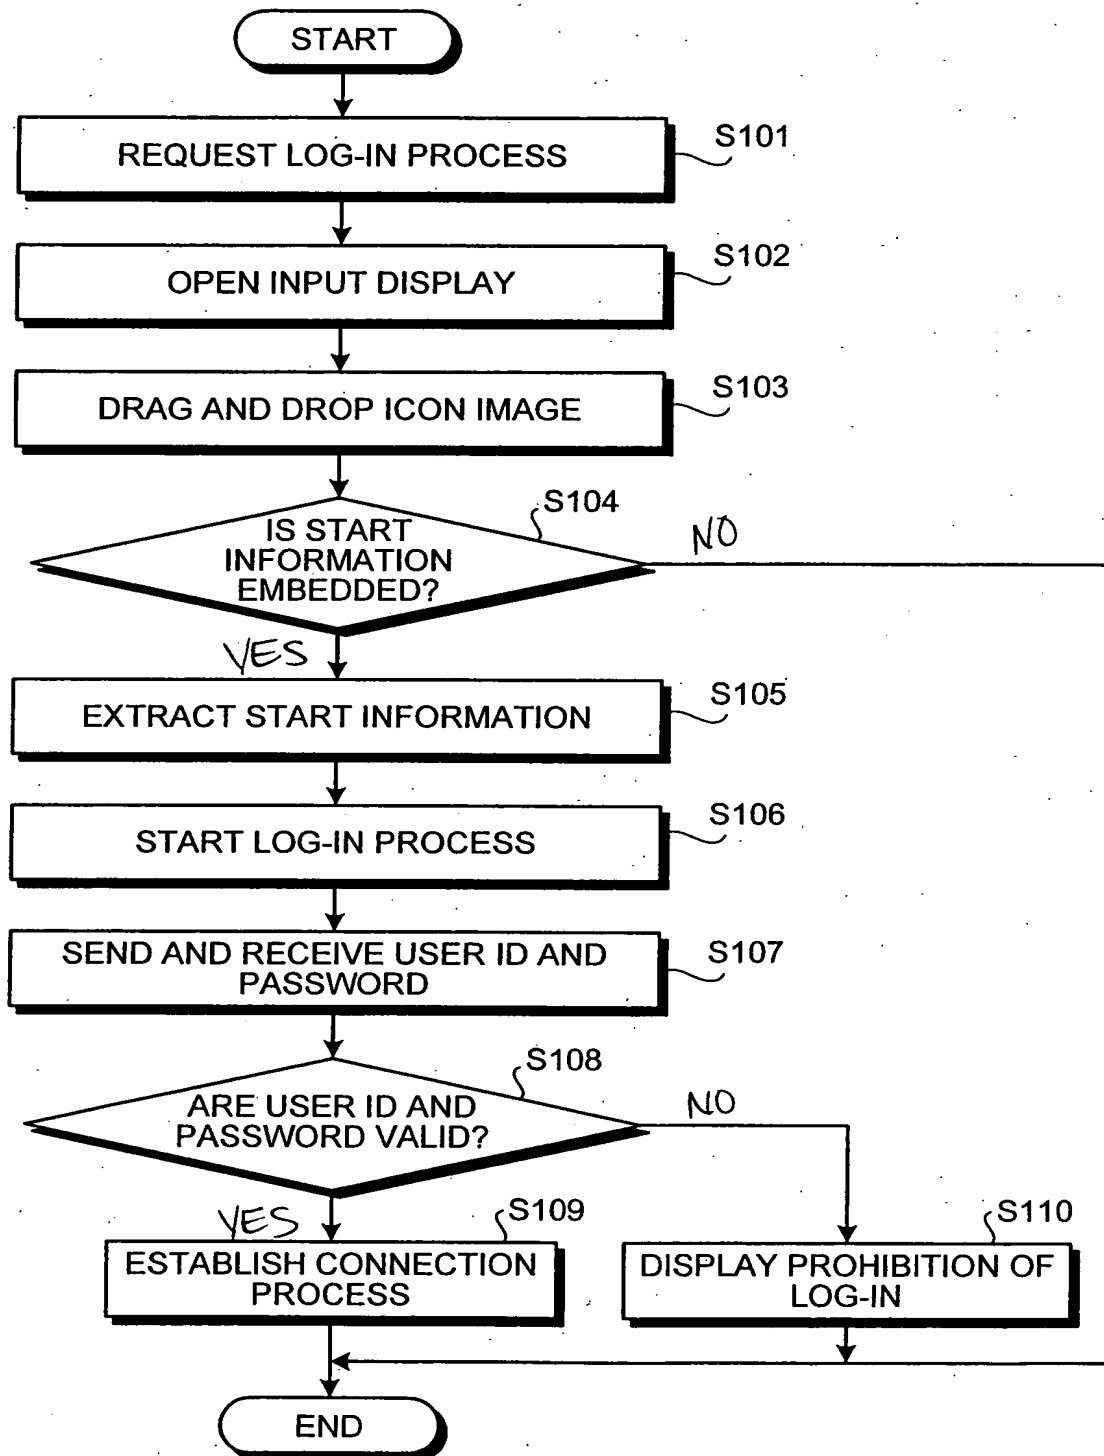 START
REQUEST LOG-IN PROCESS
S101
OPEN INPUT DISPLAY
S102
DRAG AND DROP ICON IMAGE
S103
IS START
INFORMATION
EMBEDDED?
S104
NO
YES
EXTRACT START INFORMATION
S105
START LOG-IN PROCESS
S106
SEND AND RECEIVE USER ID AND
PASSWORD
S107
ARE USER ID AND
PASSWORD VALID?
S108
NO
YES
ESTABLISH CONNECTION
PROCESS
S109
DISPLAY PROHIBITION OF
LOG-IN
S110
END